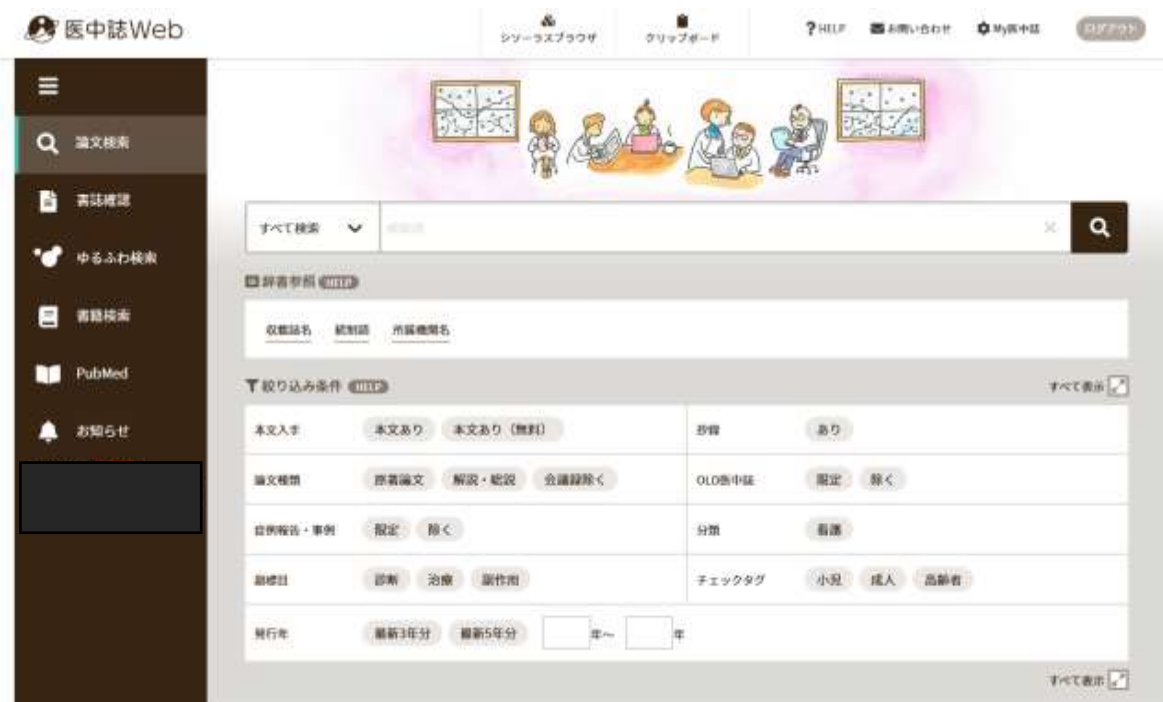 医中誌Web
シソーラスブラウザ
クリップボード
?HELP
お問い合わせ
My医中誌
ログアウト
論文検索
書誌確認
ゆるふわ検索
書籍検索
PubMed
お知らせ
すべて検索
辞書参照 HELP
収載誌名 統制語 所属機関名
絞り込み条件 HELP
すべて表示
本文入手 本文あり 本文あり（無料） 抄録 あり
論文種類 原著論文 解説・総説 会議録除く OLD医中誌 限定 除く
症例報告・事例 限定 除く 分類 看護
副標目 診断 治療 副作用 チェックタグ 小児 成人 高齢者
発行年 最新3年分 最新5年分 年～ 年
すべて表示